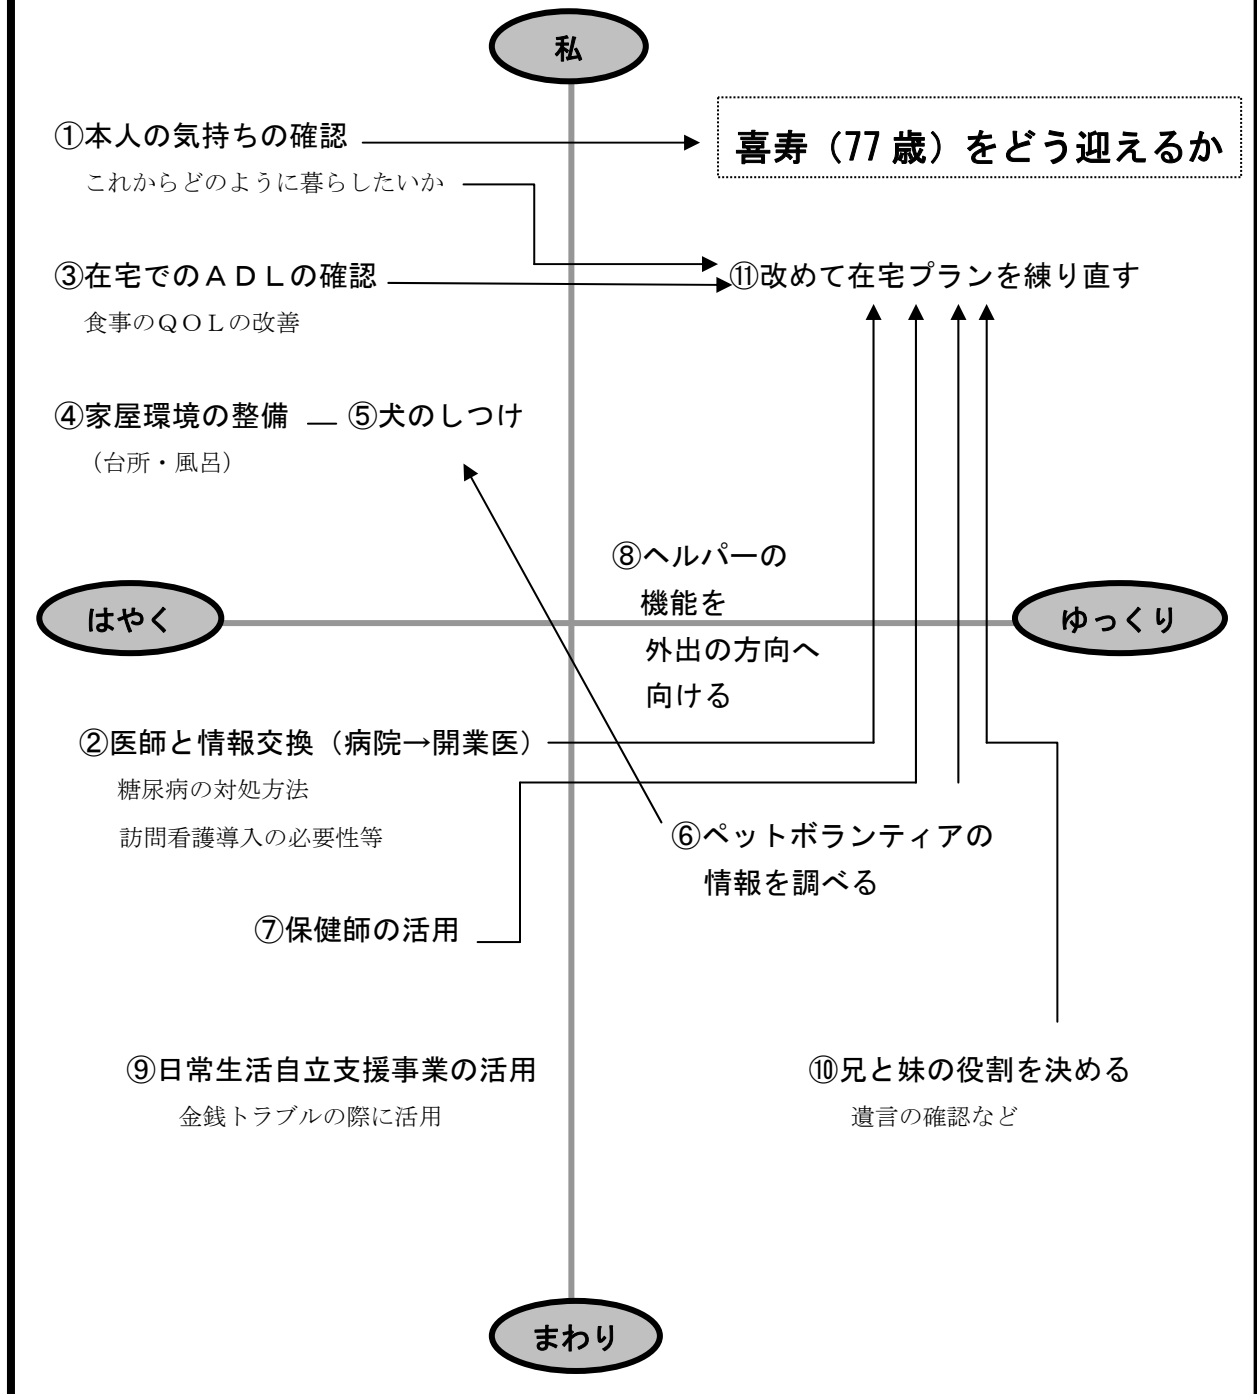 私
①本人の気持ちの確認
喜寿（77歳）をどう迎えるか
これからどのように暮らしたいか
③在宅でのＡＤＬの確認
⑪改めて在宅プランを練り直す
食事のＱＯＬの改善
④家屋環境の整備
⑤犬のしつけ
（台所・風呂）
⑧ヘルパーの
機能を
外出の方向へ
向ける
はやく
ゆっくり
②医師と情報交換（病院→開業医）
糖尿病の対処方法
訪問看護導入の必要性等
⑥ペットボランティアの
情報を調べる
⑦保健師の活用
⑨日常生活自立支援事業の活用
金銭トラブルの際に活用
⑩兄と妹の役割を決める
遺言の確認など
まわり